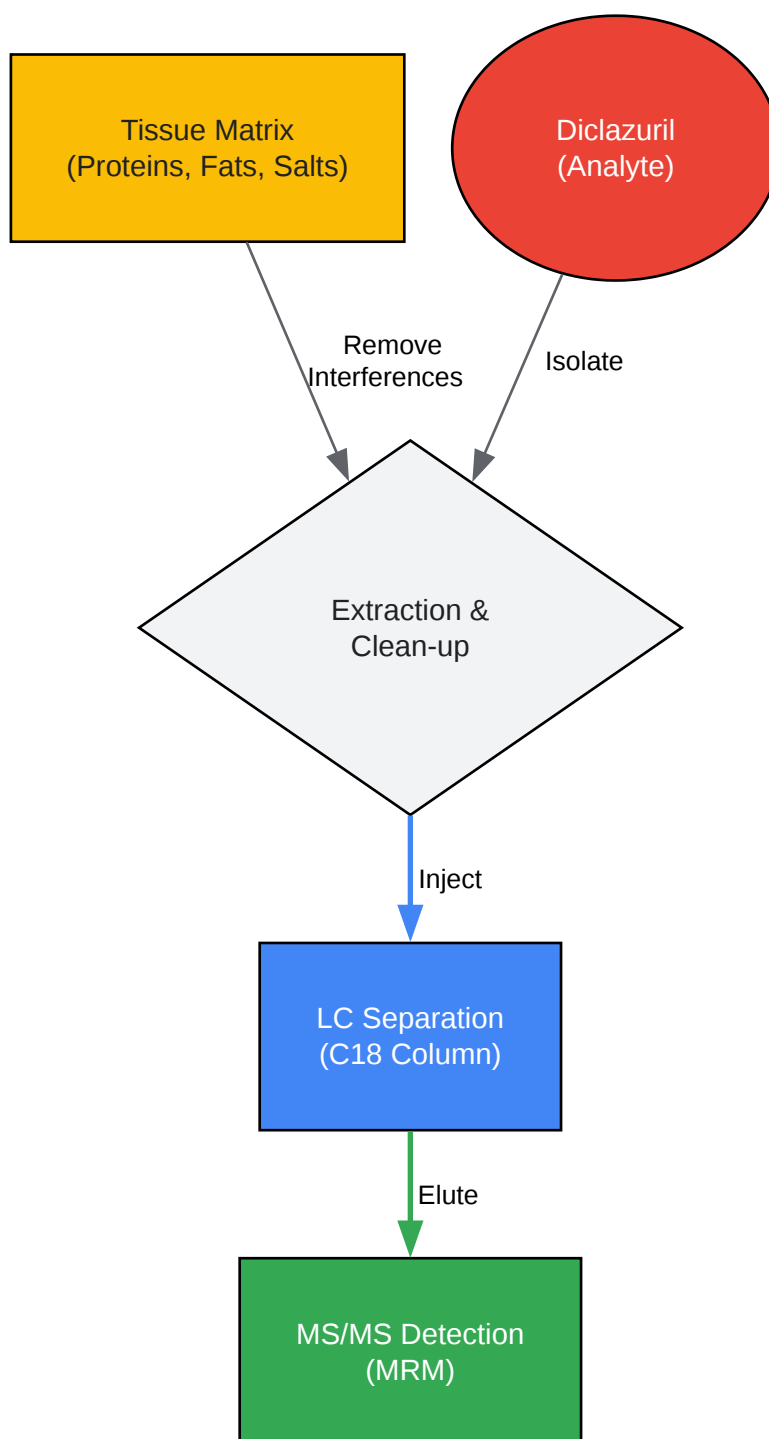 Tissue Matrix
(Proteins, Fats, Salts)
Diclazuril
(Analyte)
Remove
Interferences
Isolate
Extraction &
Clean-up
Inject
LC Separation
(C18 Column)
Elute
MS/MS Detection
(MRM)